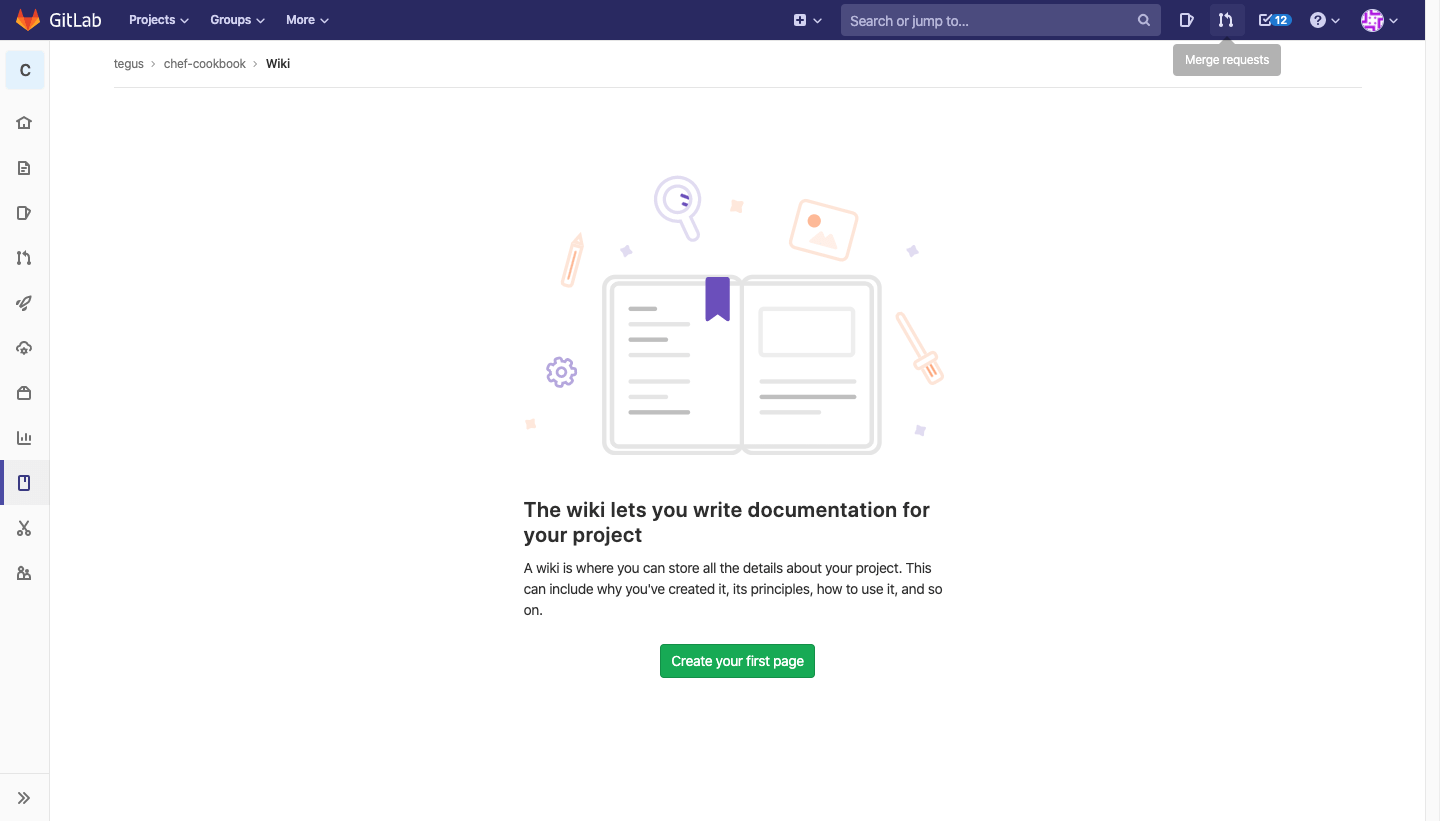 GitLab Projects Groups More Search or jump to... 12
Merge requests
C
tegus chef-cookbook Wiki
The wiki lets you write documentation for
your project
A wiki is where you can store all the details about your project. This
can include why you've created it, its principles, how to use it, and so
on.
Create your first page